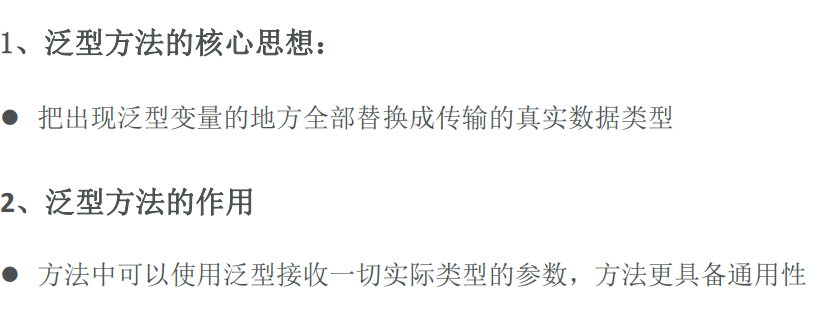 1、泛型方法的核心思想：
● 把出现泛型变量的地方全部替换成传输的真实数据类型
2、泛型方法的作用
● 方法中可以使用泛型接收一切实际类型的参数，方法更具备通用性